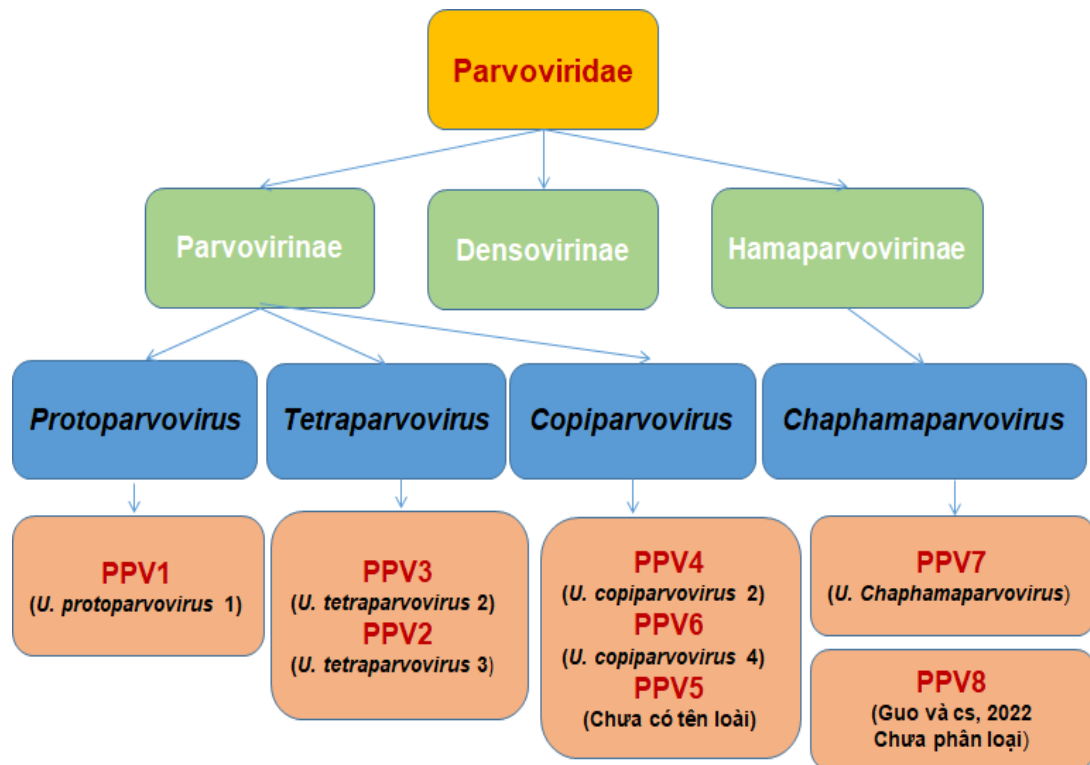 Parvoviridae
Parvovirinae
Densovirinae
Hamaparvovirinae
Protoparvovirus
Tetraparvovirus
Copiparvovirus
Chaphamaparvovirus
PPV1
(U. protoparvovirus 1)
PPV3
(U. tetraparvovirus 2)
PPV2
(U. tetraparvovirus 3)
PPV4
(U. copiparvovirus 2)
PPV6
(U. copiparvovirus 4)
PPV5
(Chưa có tên loài)
PPV7
(U. Chaphamaparvovirus)
PPV8
(Guo và cs, 2022
Chưa phân loại)